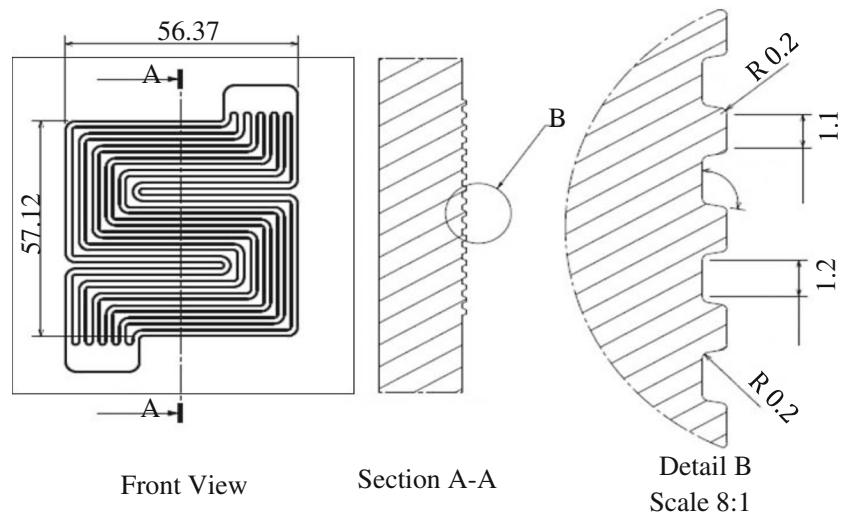 56.37
A
57.12
A
Front View
B
Section A-A
R 0.2
1.1
1.2
R 0.2
Detail B
Scale 8:1